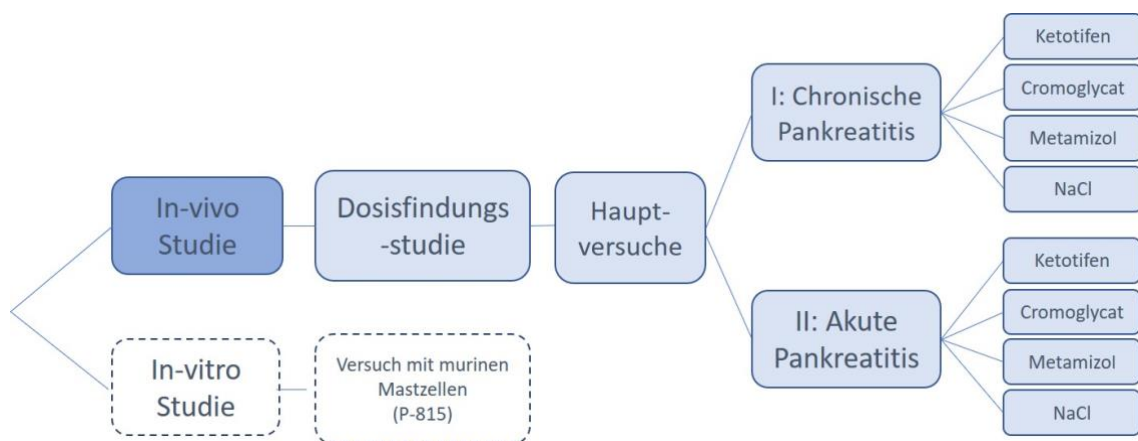 In-vivo
Studie
Dosisfindungs
-studie
Haupt-
versuche
I: Chronische
Pankreatitis
Ketotifen
Cromoglycat
Metamizol
NaCl
II: Akute
Pankreatitis
Ketotifen
Cromoglycat
Metamizol
NaCl
In-vitro
Studie
Versuch mit murinen
Mastzellen
(P-815)